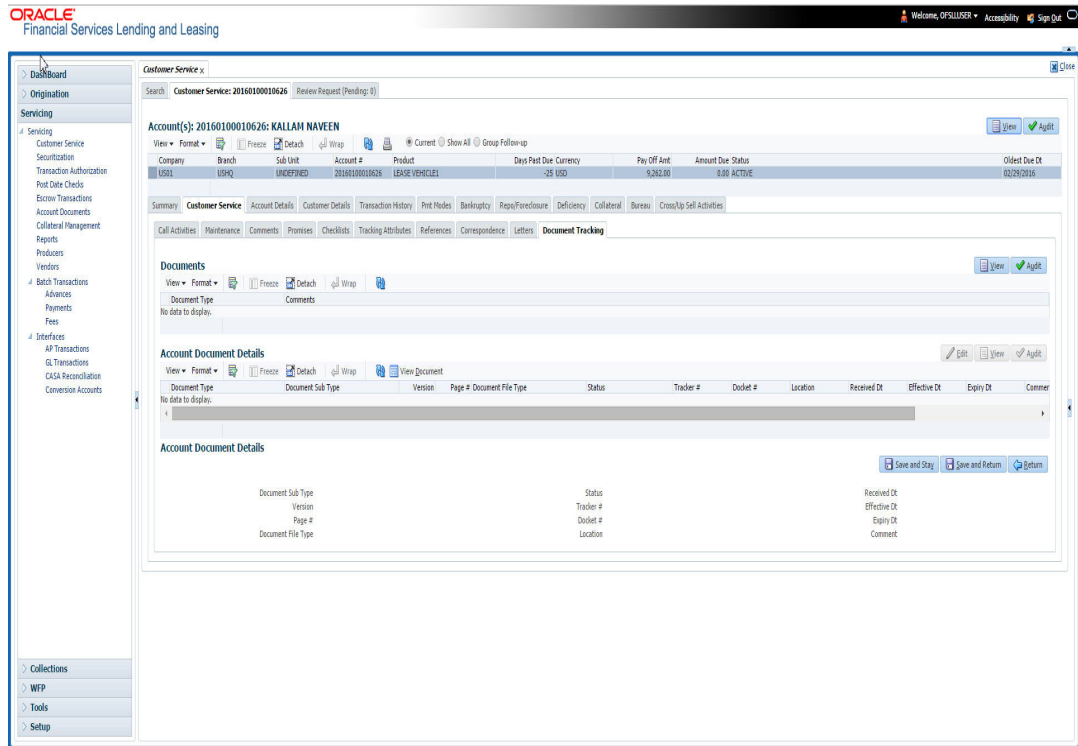 ORACLE
Financial Services Lending and Leasing
Welcome, OFSLLUSER Accessibility Sign Out
Close
DashBoard
Origination
Servicing
Servicing
Customer Service
Securitization
Transaction Authorization
Post Date Checks
Escrow Transactions
Account Documents
Collateral Management
Reports
Producers
Vendors
Batch Transactions
Advances
Payments
Fees
Interfaces
AP Transactions
GL Transactions
CASA Reconciliation
Conversion Accounts
Collections
WFP
Tools
Setup
Customer Service x
Search Customer Service: 20160100010626 Review Request (Pending: 0)
Account(s): 20160100010626: KALLAM NAVEEN
View Audit
View Format Freeze Detach Wrap Current Show All Group Follow-up
Company Branch Sub Unit Account # Product Days Past Due Currency Pay Off Amt Amount Due Status Oldest Due Dt
US01 USHQ UNDEFINED 20160100010626 LEASE VEHICLE1 -25 USD 9,262.00 0.00 ACTIVE 02/29/2016
Summary Customer Service Account Details Customer Details Transaction History Pmt Modes Bankruptcy Repo/Foreclosure Deficiency Collateral Bureau Cross/Up Sell Activities
Call Activities Maintenance Comments Promises Checklists Tracking Attributes References Correspondence Letters Document Tracking
Documents
View Audit
View Format Freeze Detach Wrap
Document Type Comments
No data to display.
Account Document Details
Edit View Audit
View Format Freeze Detach Wrap View Document
Document Type Document Sub Type Version Page # Document File Type Status Tracker # Docket # Location Received Dt Effective Dt Expiry Dt Commer
No data to display.
Account Document Details
Save and Stay Save and Return Return
Document Sub Type Status Received Dt
Version Tracker # Effective Dt
Page # Docket # Expiry Dt
Document File Type Location Comment